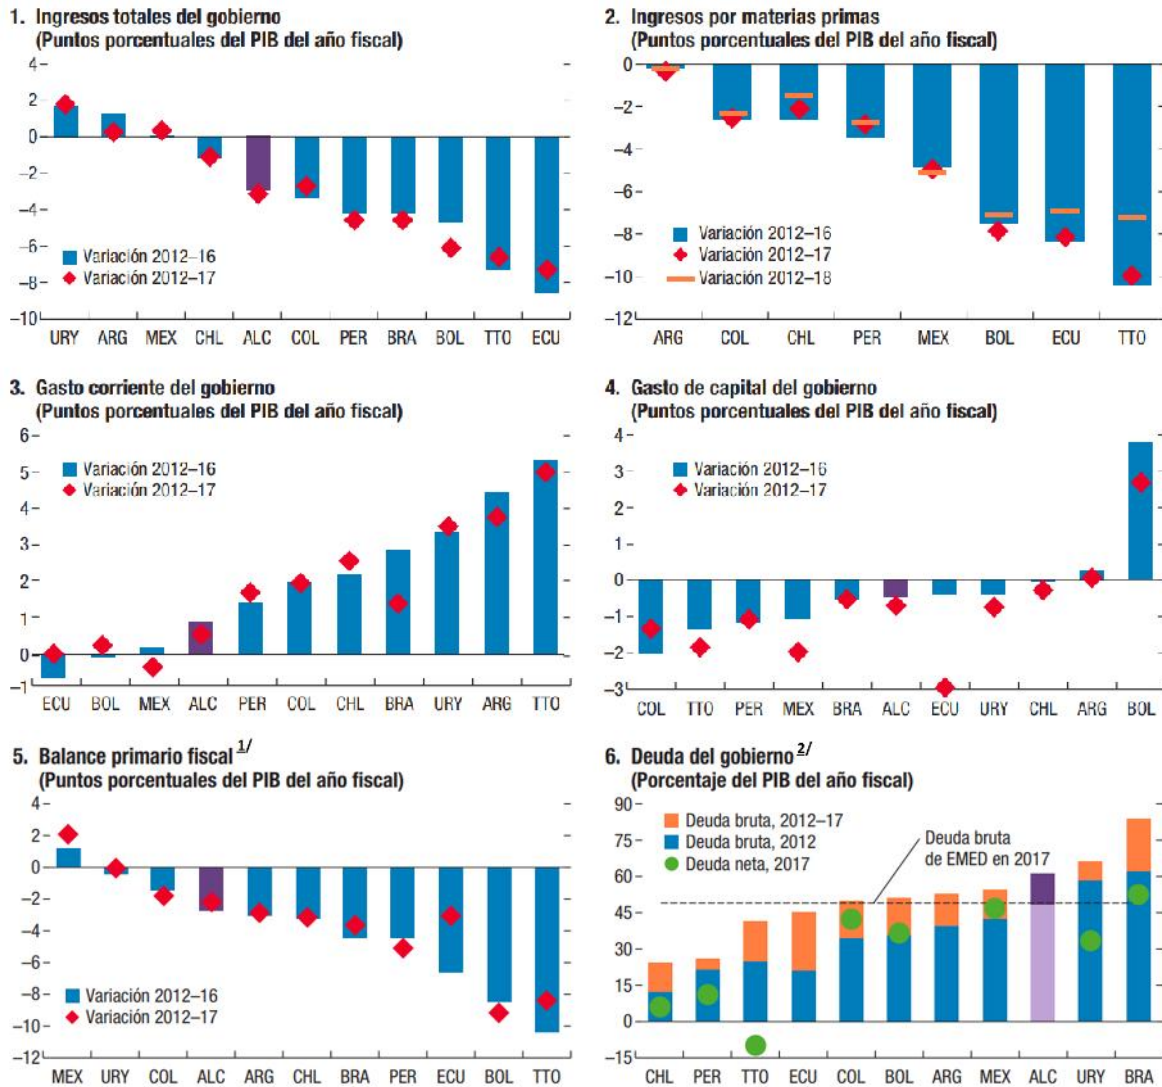 1. Ingresos totales del gobierno
(Puntos porcentuales del PIB del año fiscal)
4
2
0
−2
−4
−6
−8
−10
Variación 2012–16
Variación 2012–17
URY ARG MEX CHL ALC COL PER BRA BOL TTO ECU
2. Ingresos por materias primas
(Puntos porcentuales del PIB del año fiscal)
0
−2
−4
−6
−8
−10
−12
Variación 2012–16
Variación 2012–17
Variación 2012–18
ARG COL CHL PER MEX BOL ECU TTO
3. Gasto corriente del gobierno
(Puntos porcentuales del PIB del año fiscal)
6
5
4
3
2
1
0
−1
Variación 2012–16
Variación 2012–17
ECU BOL MEX ALC PER COL CHL BRA URY ARG TTO
4. Gasto de capital del gobierno
(Puntos porcentuales del PIB del año fiscal)
4
3
2
1
0
−1
−2
−3
Variación 2012–16
Variación 2012–17
COL TTO PER MEX BRA ALC ECU URY CHL ARG BOL
5. Balance primario fiscal 1/
(Puntos porcentuales del PIB del año fiscal)
4
2
0
−2
−4
−6
−8
−10
−12
Variación 2012–16
Variación 2012–17
MEX URY COL ALC ARG CHL BRA PER ECU BOL TTO
6. Deuda del gobierno 2/
(Porcentaje del PIB del año fiscal)
90
75
60
45
30
15
0
−15
Deuda bruta, 2012–17
Deuda bruta, 2012
Deuda neta, 2017
Deuda bruta
de EMED en 2017
CHL PER TTO ECU COL BOL ARG MEX ALC URY BRA